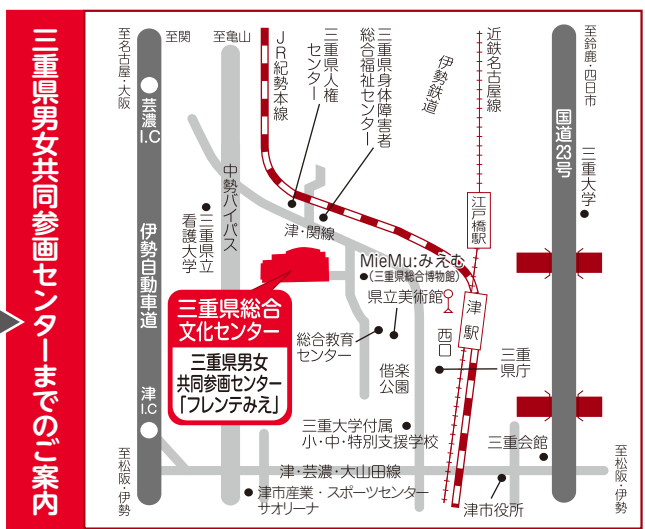 三重県男女共同参画センターまでのご案内
至名古屋・大阪
至関
至亀山
JR紀勢本線
三重県人権
センター
三重県身体障害者
総合福祉センター
伊勢鉄道
近鉄名古屋線
至鈴鹿・四日市
芸濃
I.C
国道23号
三重大学
中勢バイパス
三重県立
看護大学
津・関線
江戸橋駅
伊勢自動車道
MieMu:みえむ
(三重県総合博物館)
県立美術館
津駅
西口
三重県総合
文化センター
三重県男女
共同参画センター
「フレンテみえ」
総合教育
センター
偕楽
公園
三重
県庁
津
I.C
三重大学付属
小・中・特別支援学校
三重会館
至松阪・伊勢
津・芸濃・大山田線
至松阪・伊勢
津市産業・スポーツセンター
サオリーナ
津市役所